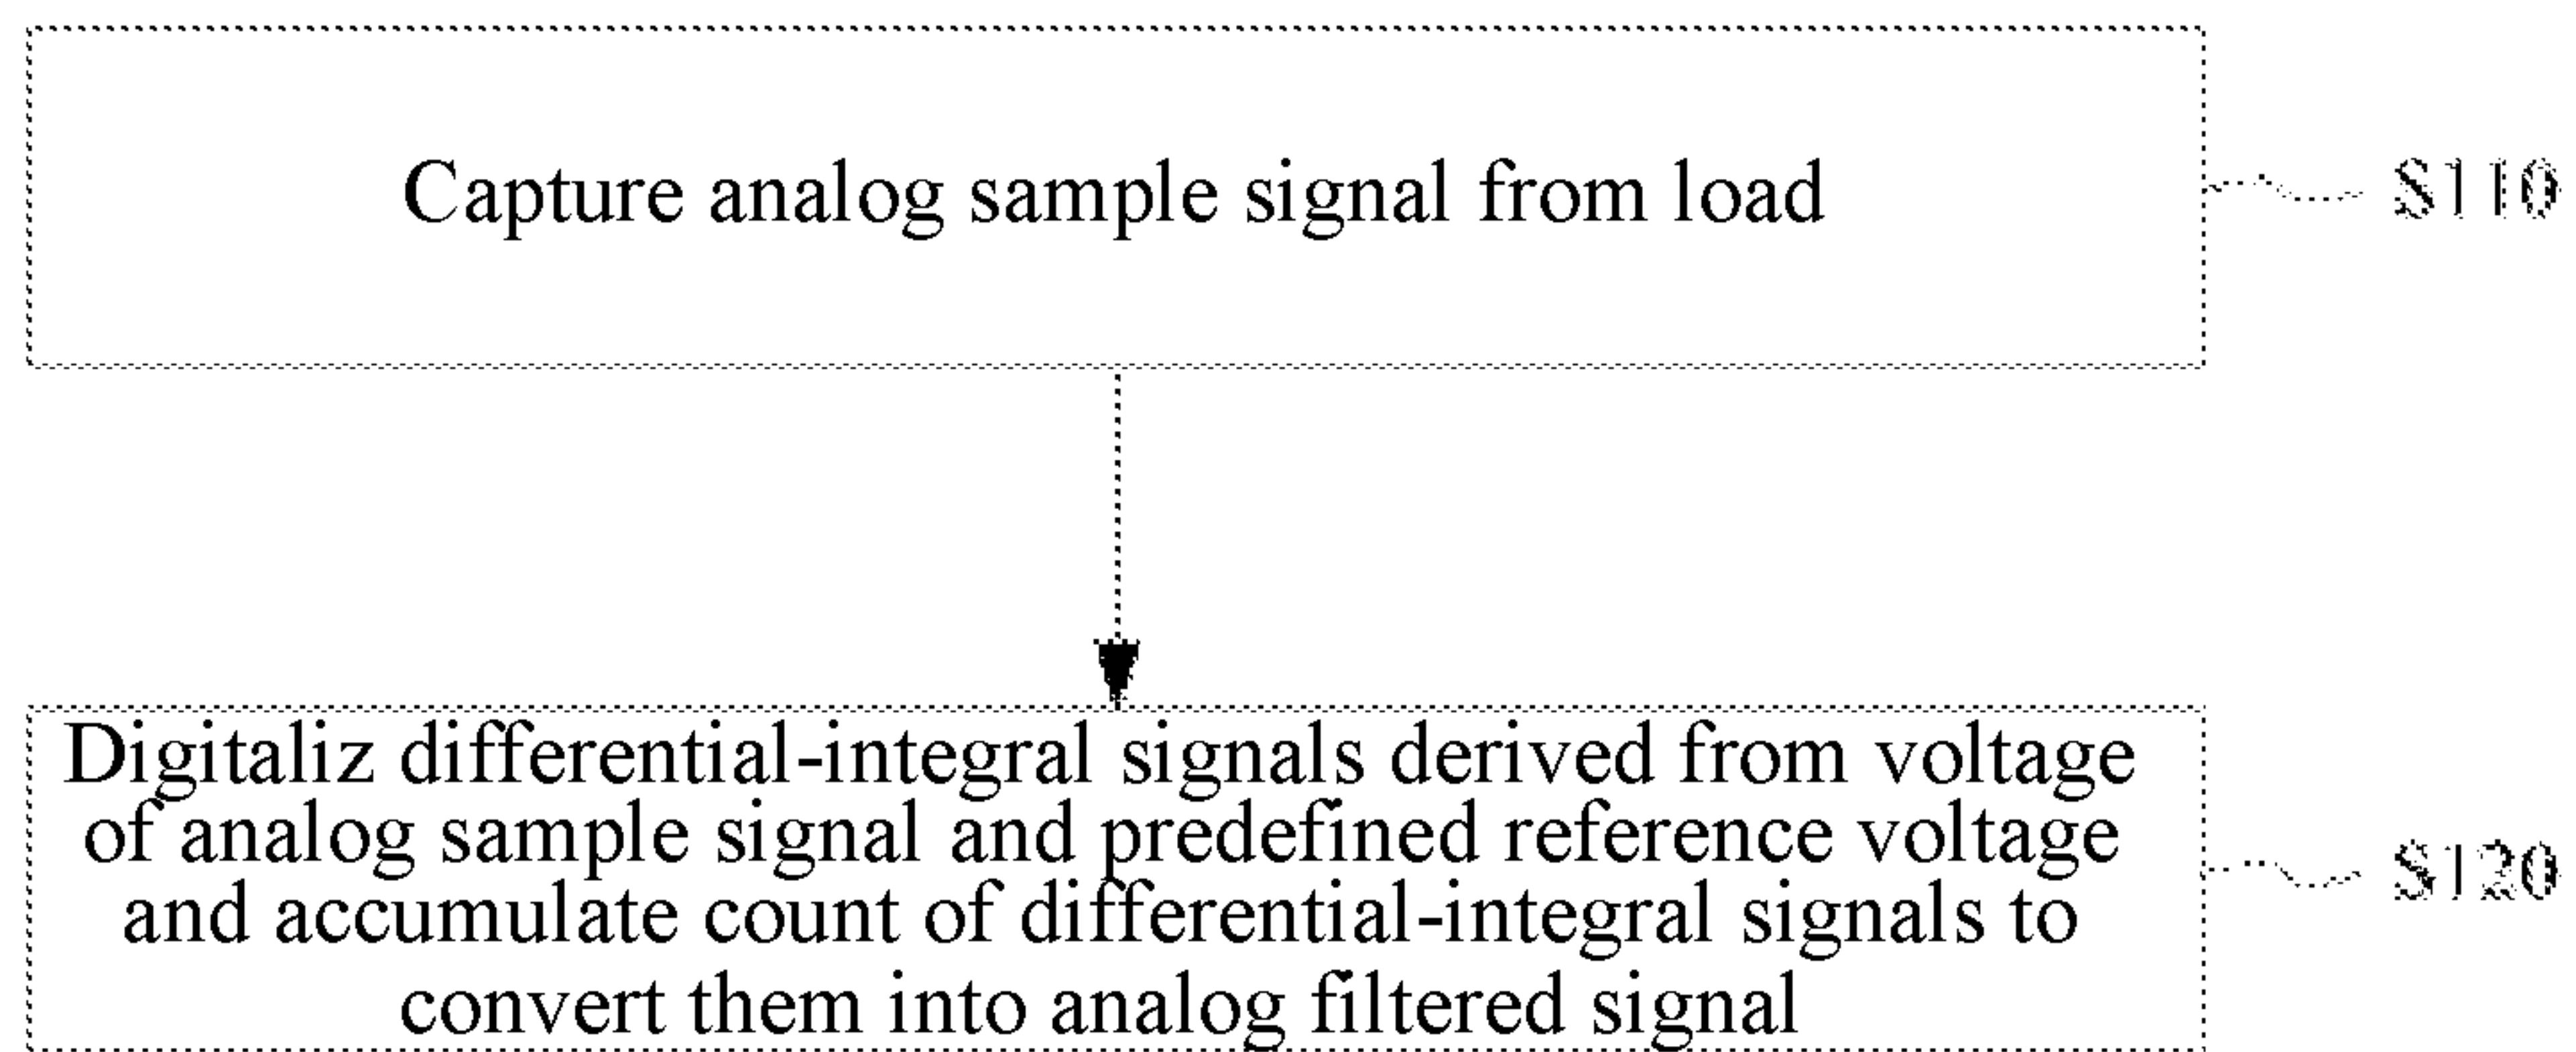 Capture analog sample signal from load
S110
Digitaliz differential-integral signals derived from voltage
of analog sample signal and predefined reference voltage
and accumulate count of differential-integral signals to
convert them into analog filtered signal
S120